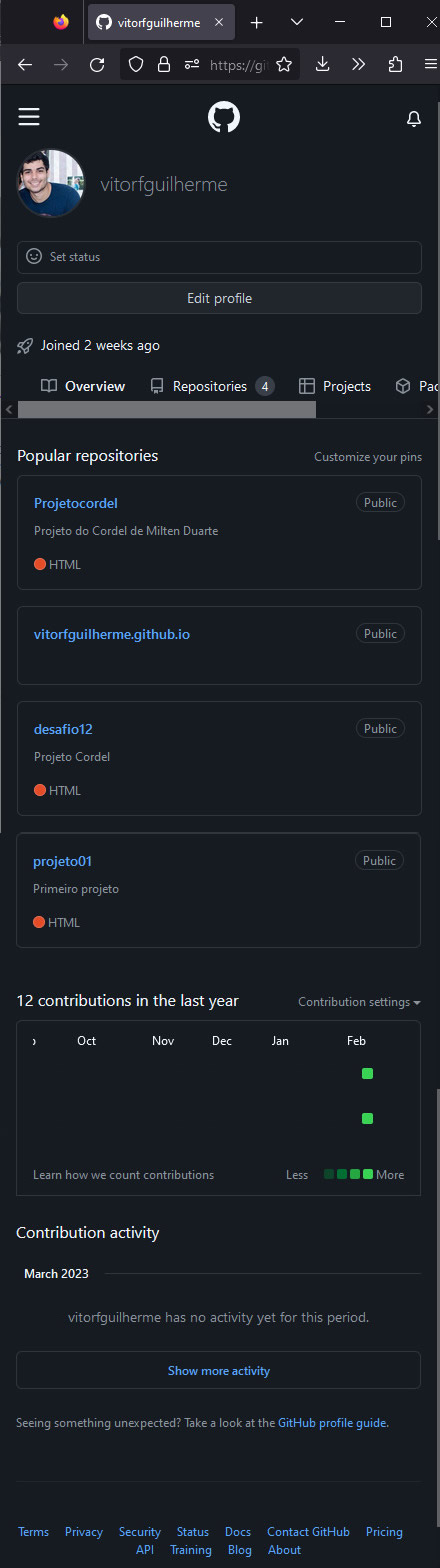 vitorfguilherme
https://git
vitorfguilherme
Set status
Edit profile
Joined 2 weeks ago
Overview Repositories 4 Projects Pac
Popular repositories Customize your pins
Projetocordel Public
Projeto do Cordel de Milten Duarte
HTML
vitorfguilherme.github.io Public
desafio12 Public
Projeto Cordel
HTML
projeto01 Public
Primeiro projeto
HTML
12 contributions in the last year Contribution settings
Oct Nov Dec Jan Feb
Learn how we count contributions Less More
Contribution activity
March 2023
vitorfguilherme has no activity yet for this period.
Show more activity
Seeing something unexpected? Take a look at the GitHub profile guide.
Terms Privacy Security Status Docs Contact GitHub Pricing
API Training Blog About